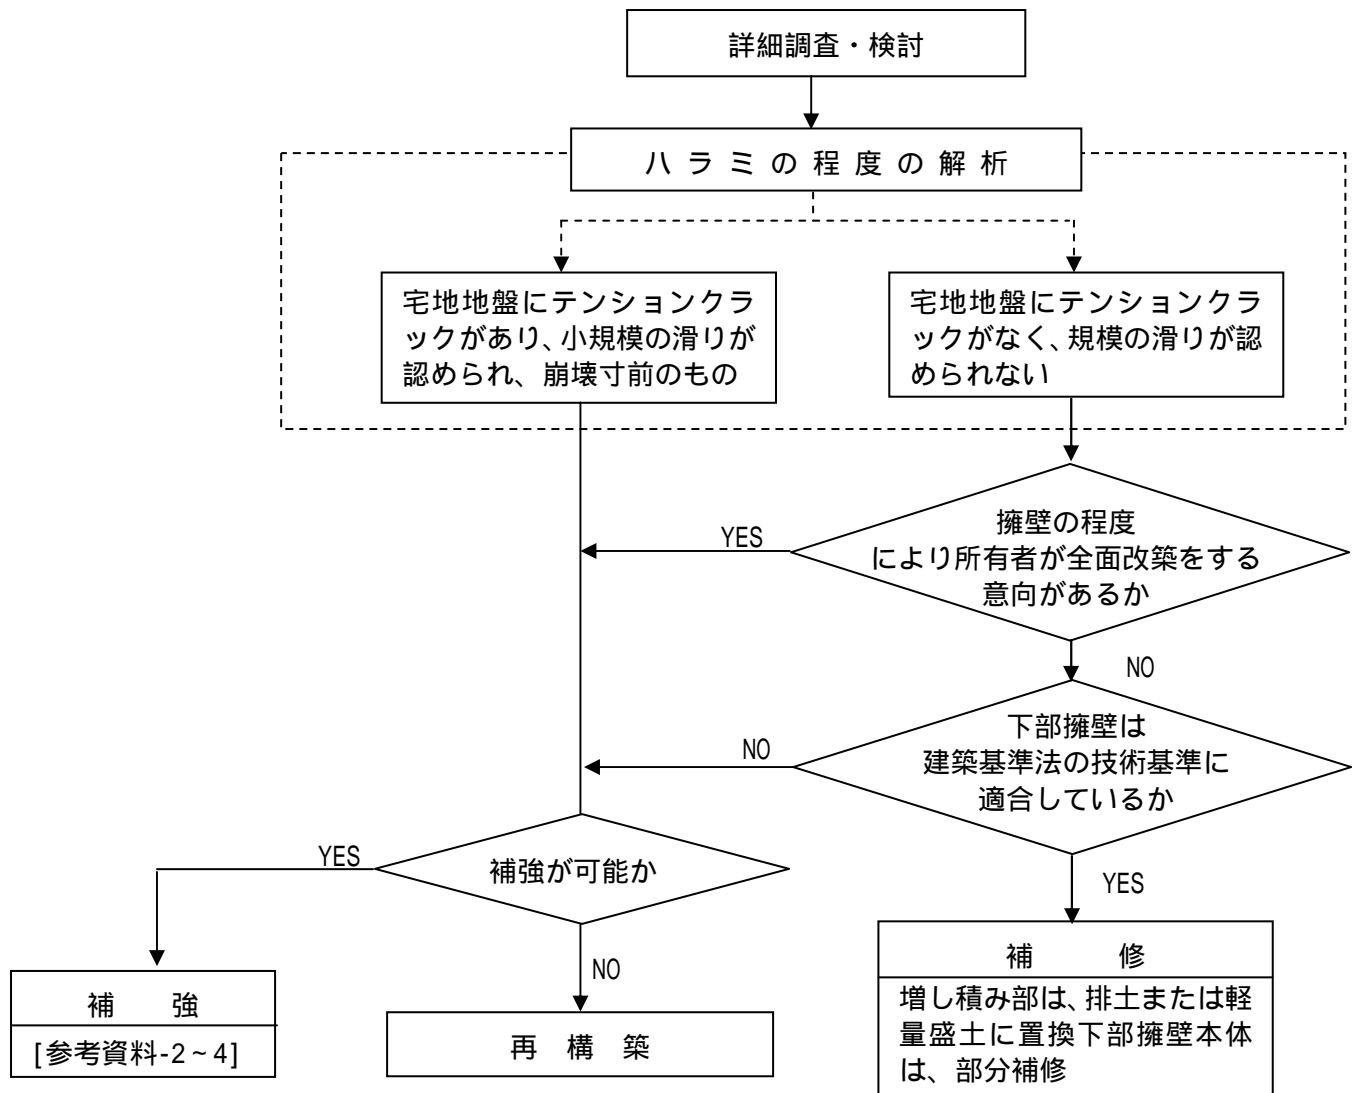 詳細調査・検討
ハラミの程度の解析
宅地地盤にテンションクラ
ックがあり、小規模の滑りが
認められ、崩壊寸前のもの
宅地地盤にテンションクラ
ックがなく、規模の滑りが認
められない
擁壁の程度
により所有者が全面改築をする
意向があるか
YES
NO
下部擁壁は
建築基準法の技術基準に
適合しているか
NO
YES
補強が可能か
YES
NO
補強
[参考資料-2~4]
再構築
補修
増し積み部は、排土または軽
量盛土に置換下部擁壁本体
は、部分補修